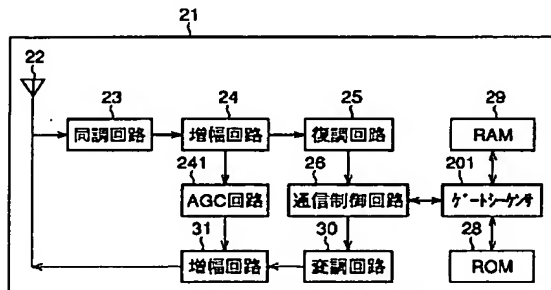 21
22
23
24
25
29
同調回路
増幅回路
復調回路
RAM
241
26
201
AGC回路
通信制御回路
ｹﾞｰﾄｼｰｹﾝｻ
31
30
28
増幅回路
変調回路
ROM